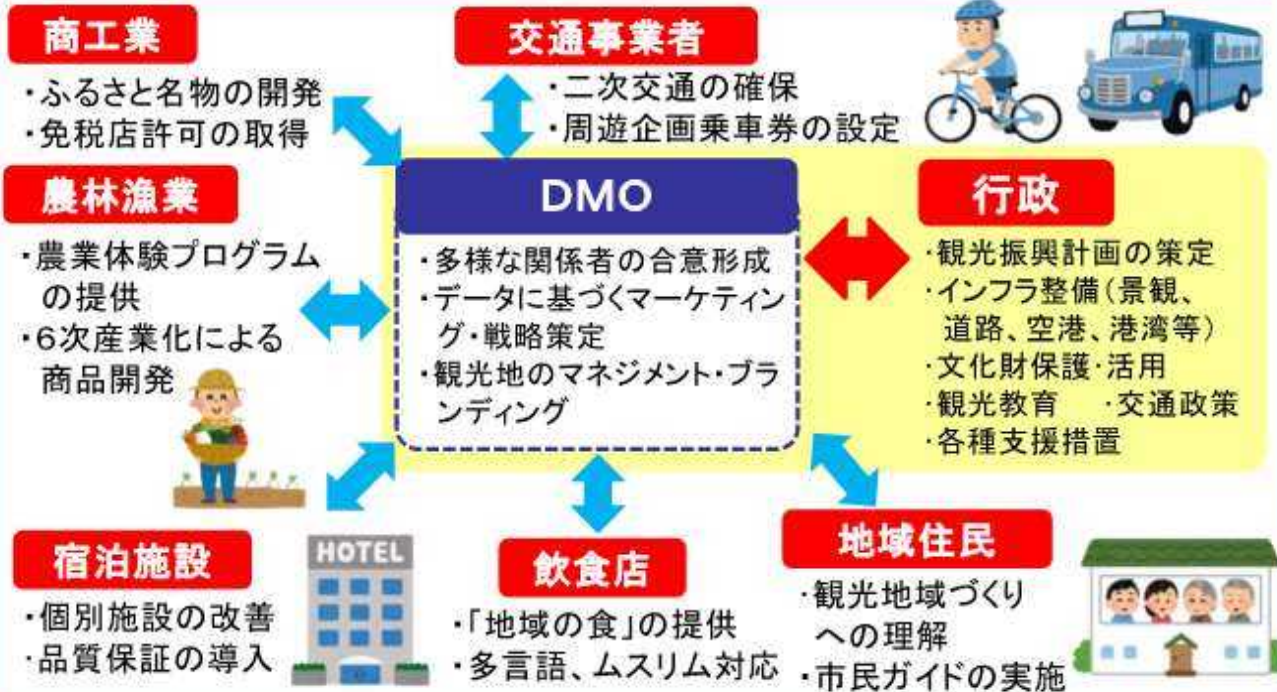 商工業
・ふるさと名物の開発
・免税店許可の取得
交通事業者
・二次交通の確保
・周遊企画乗車券の設定
農林漁業
・農業体験プログラム
の提供
・6次産業化による
商品開発
DMO
・多様な関係者の合意形成
・データに基づくマーケティン
グ・戦略策定
・観光地のマネジメント・ブラ
ンディング
行政
・観光振興計画の策定
・インフラ整備(景観、
道路、空港、港湾等)
・文化財保護・活用
・観光教育 ・交通政策
・各種支援措置
宿泊施設
・個別施設の改善
・品質保証の導入
HOTEL
飲食店
・「地域の食」の提供
・多言語、ムスリム対応
地域住民
・観光地域づくり
への理解
・市民ガイドの実施